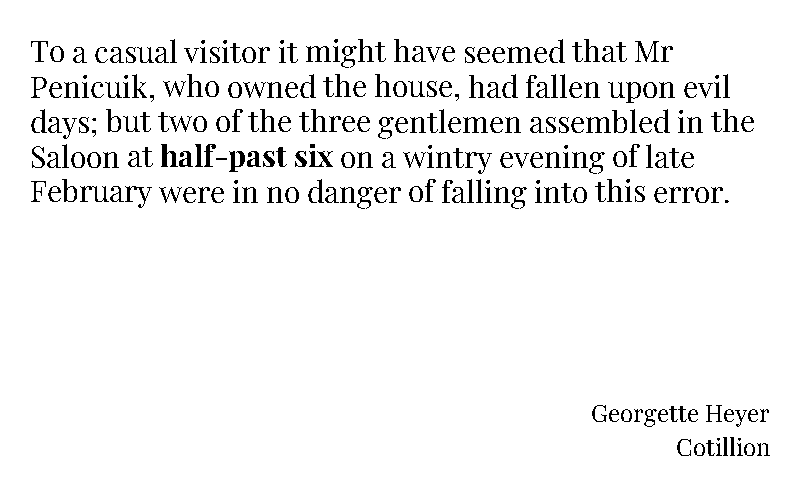 To a casual visitor it might have seemed that Mr
Penicuik, who owned the house, had fallen upon evil
days; but two of the three gentlemen assembled in the
Saloon at half-past six on a wintry evening of late
February were in no danger of falling into this error.
Georgette Heyer
Cotillion